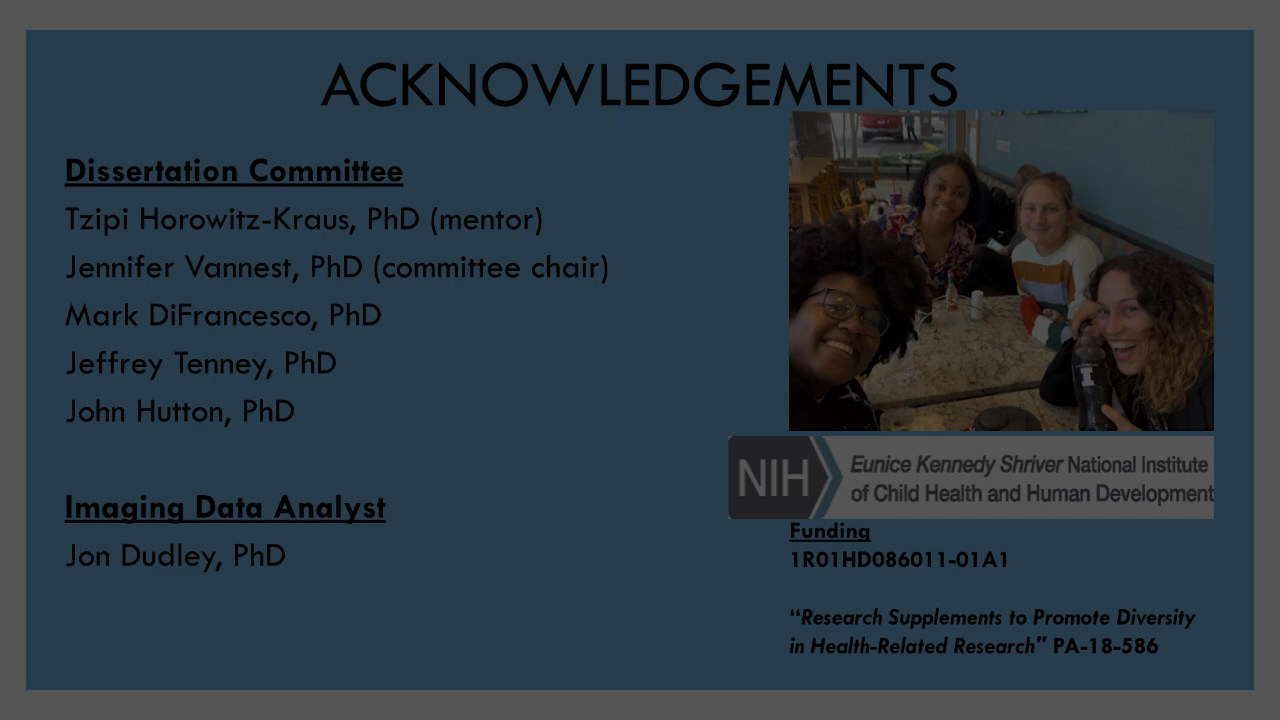 ACKNOWLEDGEMENTS
Dissertation Committee
Tzipi Horowitz-Kraus, PhD (mentor)
Jennifer Vannest, PhD (committee chair)
Mark DiFrancesco, PhD
Jeffrey Tenney, PhD
John Hutton, PhD
Imaging Data Analyst
Jon Dudley, PhD
NIH
Eunice Kennedy Shriver National Institute
of Child Health and Human Development
Funding
1R01HD086011-01A1
“Research Supplements to Promote Diversity
in Health-Related Research” PA-18-586